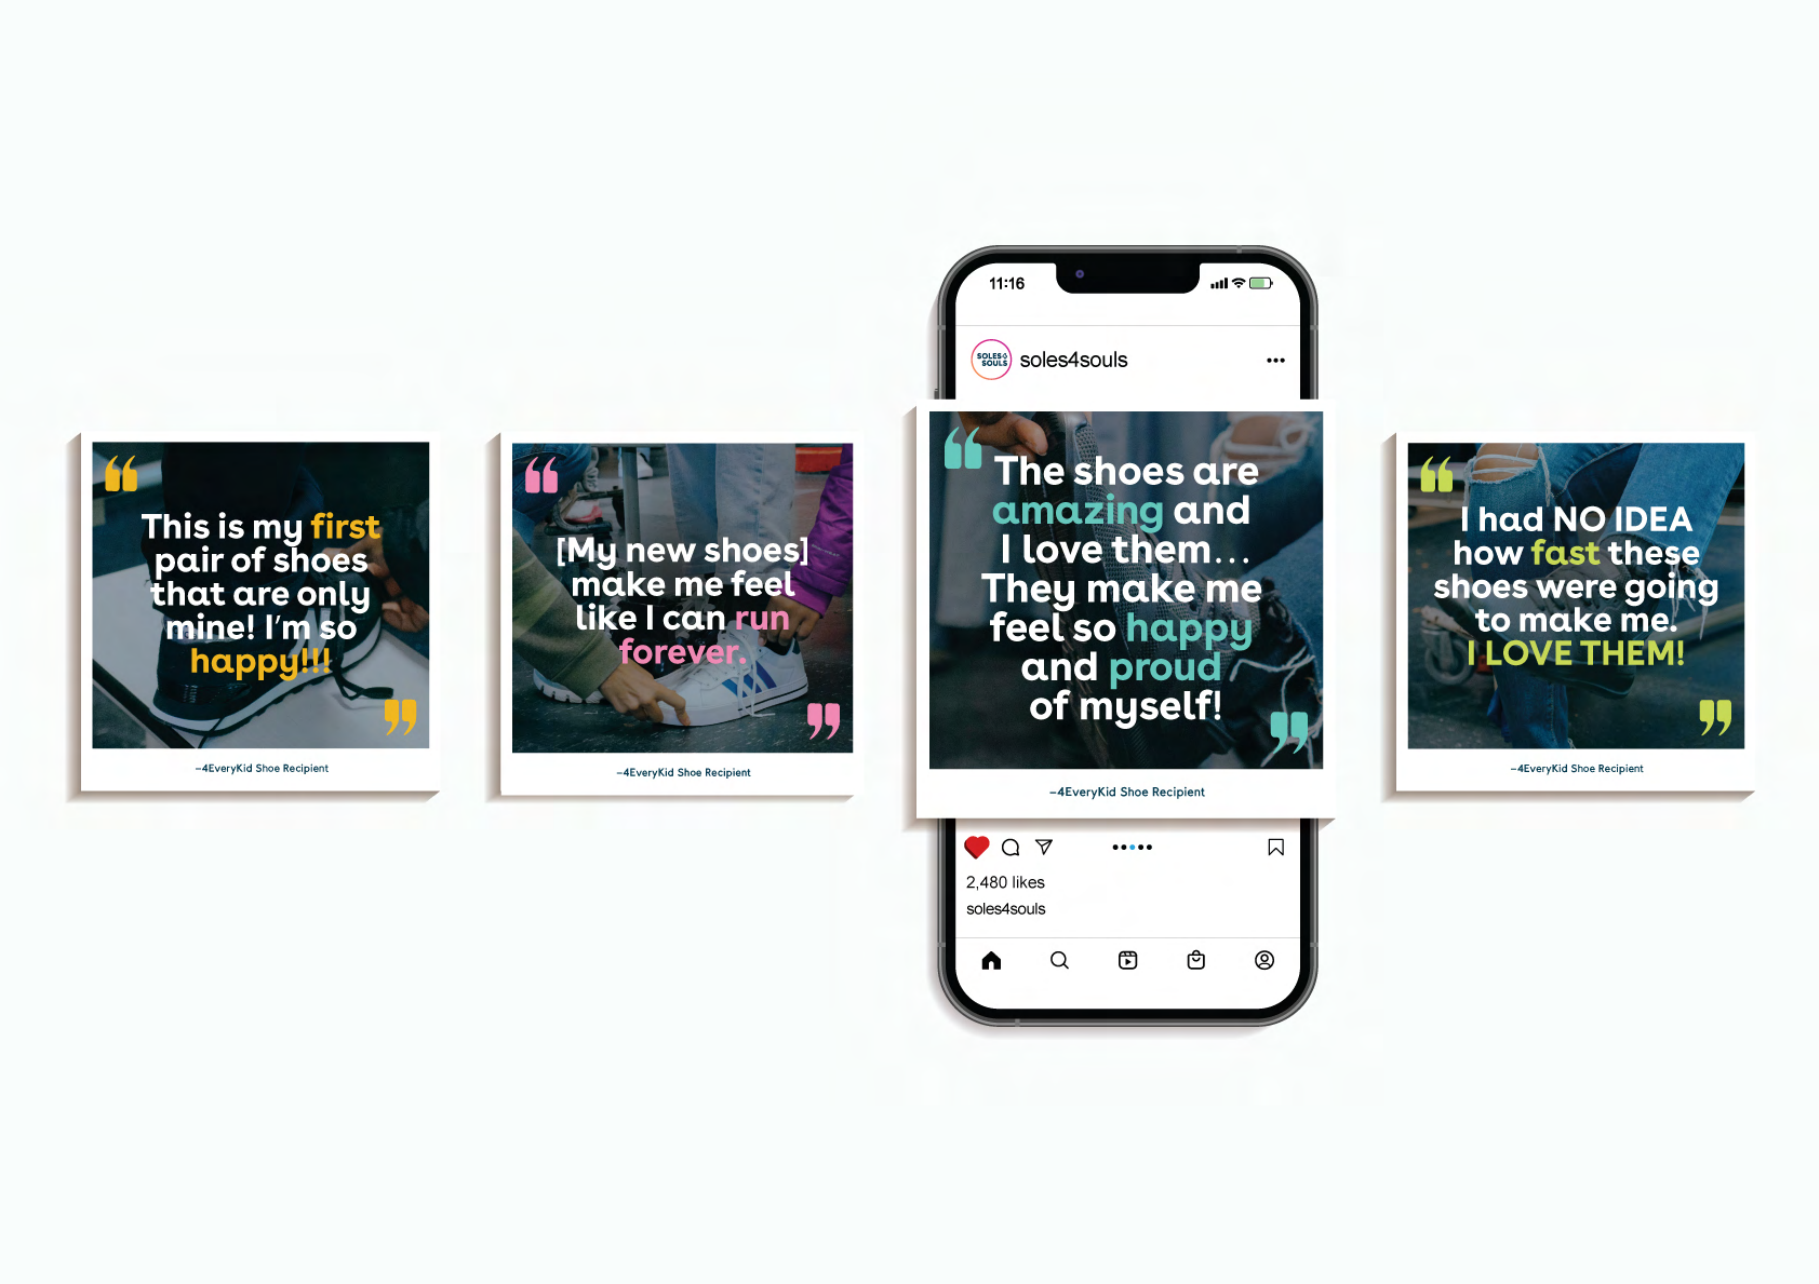 This is my first
pair of shoes
that are only
mine! I'm so
happy!!!
–4EveryKid Shoe Recipient
[My new shoes]
make me feel
like I can run
forever.
–4EveryKid Shoe Recipient
11:16
SOLES4
SOULS
soles4souls
The shoes are
amazing and
I love them...
They make me
feel so happy
and proud
of myself!
–4EveryKid Shoe Recipient
2,480 likes
soles4souls
I had NO IDEA
how fast these
shoes were going
to make me.
I LOVE THEM!
–4EveryKid Shoe Recipient